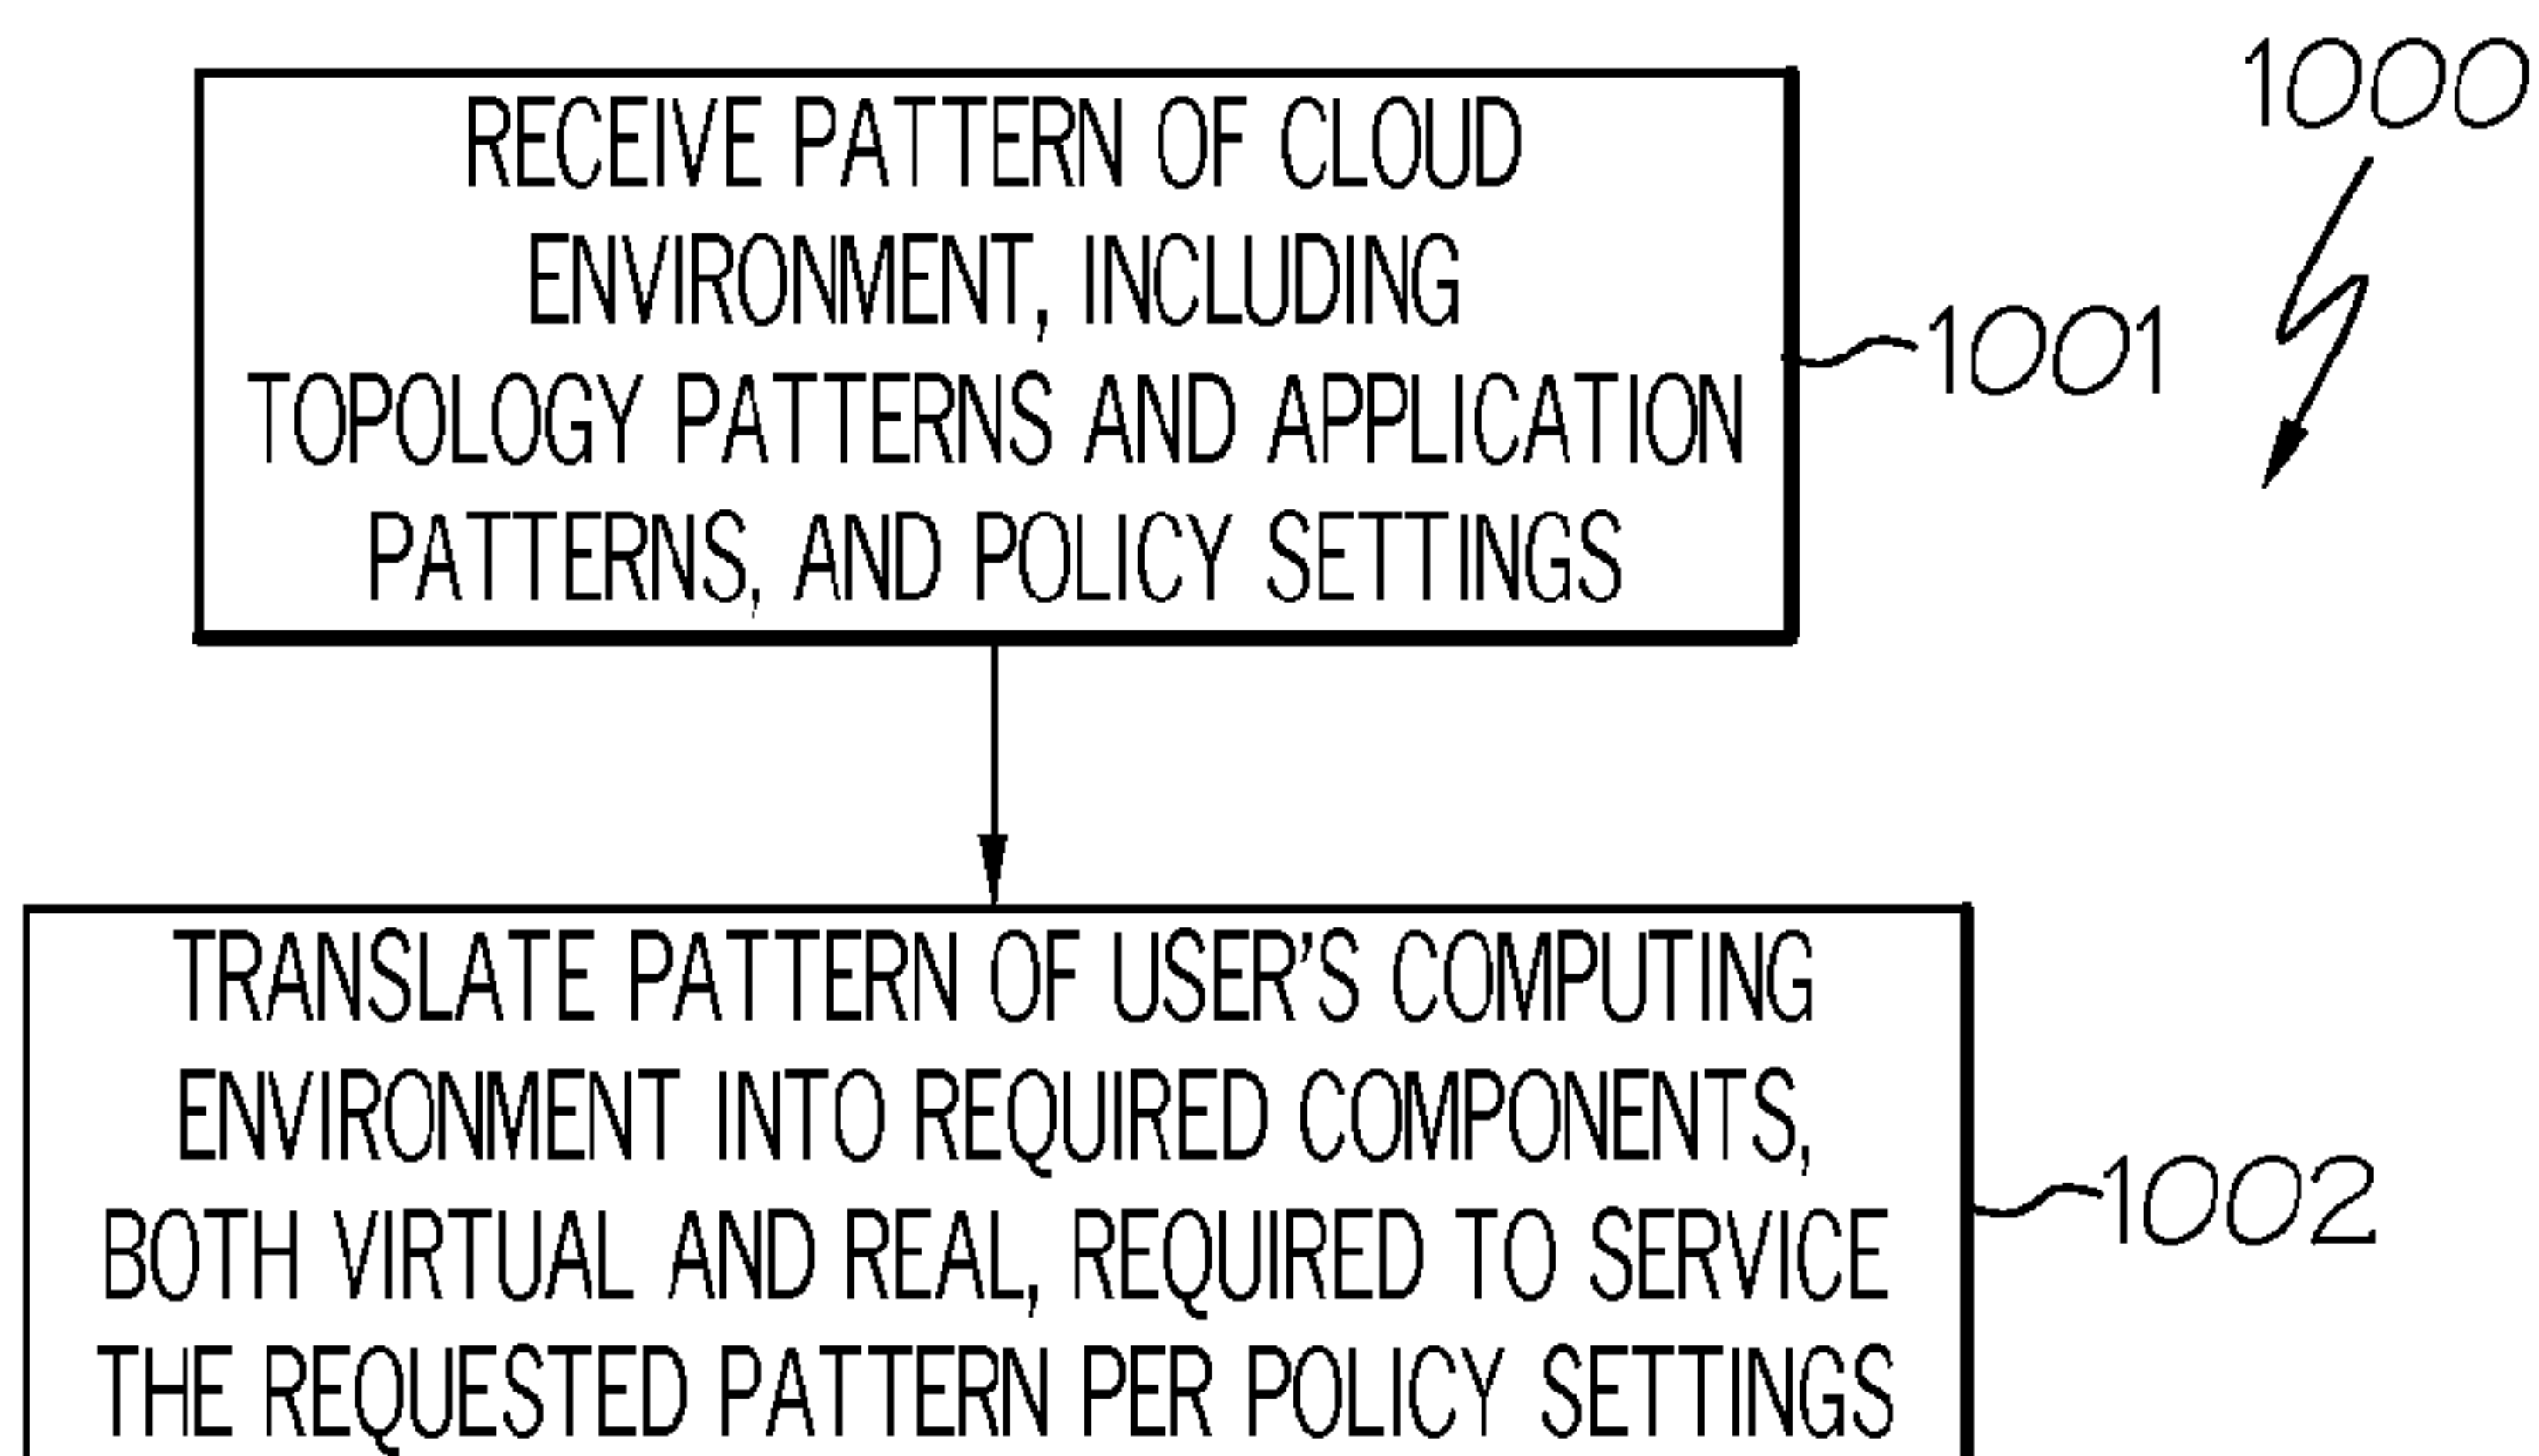 1000
RECEIVE PATTERN OF CLOUD
ENVIRONMENT, INCLUDING
TOPOLOGY PATTERNS AND APPLICATION
PATTERNS, AND POLICY SETTINGS
1001
TRANSLATE PATTERN OF USER'S COMPUTING
ENVIRONMENT INTO REQUIRED COMPONENTS,
BOTH VIRTUAL AND REAL, REQUIRED TO SERVICE
THE REQUESTED PATTERN PER POLICY SETTINGS
1002